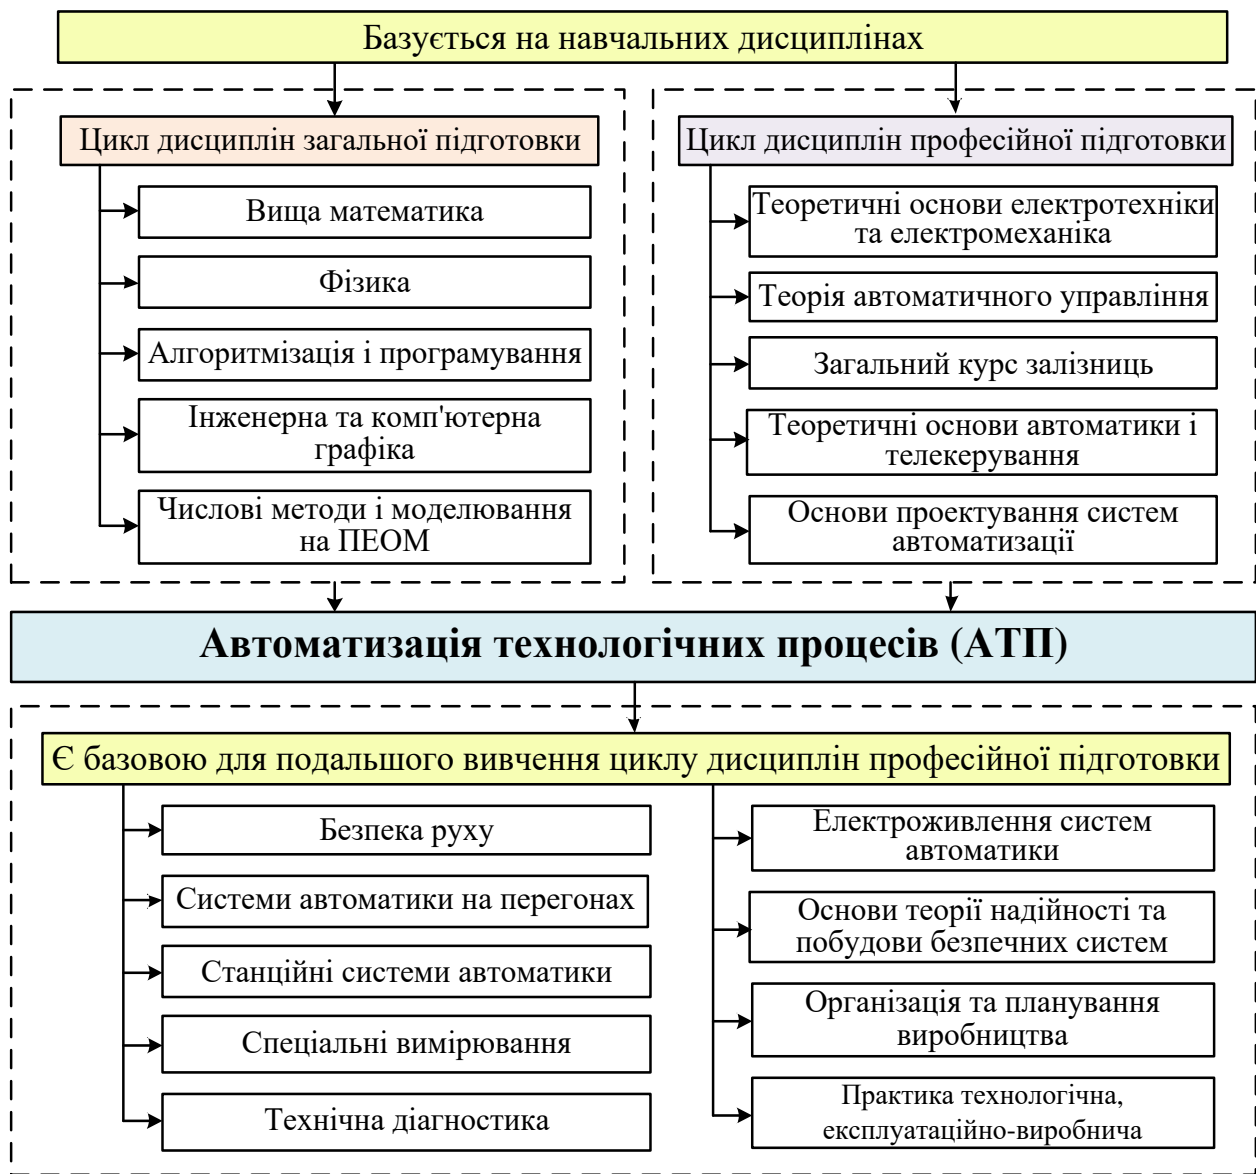 Базується на навчальних дисциплінах
Цикл дисциплін загальної підготовки
Вища математика
Фізика
Алгоритмізація і програмування
Інженерна та комп'ютерна
графіка
Числові методи і моделювання
на ПЕОМ
Цикл дисциплін професійної підготовки
Теоретичні основи електротехніки
та електромеханіка
Теорія автоматичного управління
Загальний курс залізниць
Теоретичні основи автоматики і
телекерування
Основи проектування систем
автоматизації
Автоматизація технологічних процесів (АТП)
Є базовою для подальшого вивчення циклу дисциплін професійної підготовки
Безпека руху
Системи автоматики на перегонах
Станційні системи автоматики
Спеціальні вимірювання
Технічна діагностика
Електроживлення систем
автоматики
Основи теорії надійності та
побудови безпечних систем
Організація та планування
виробництва
Практика технологічна,
експлуатаційно-виробнича